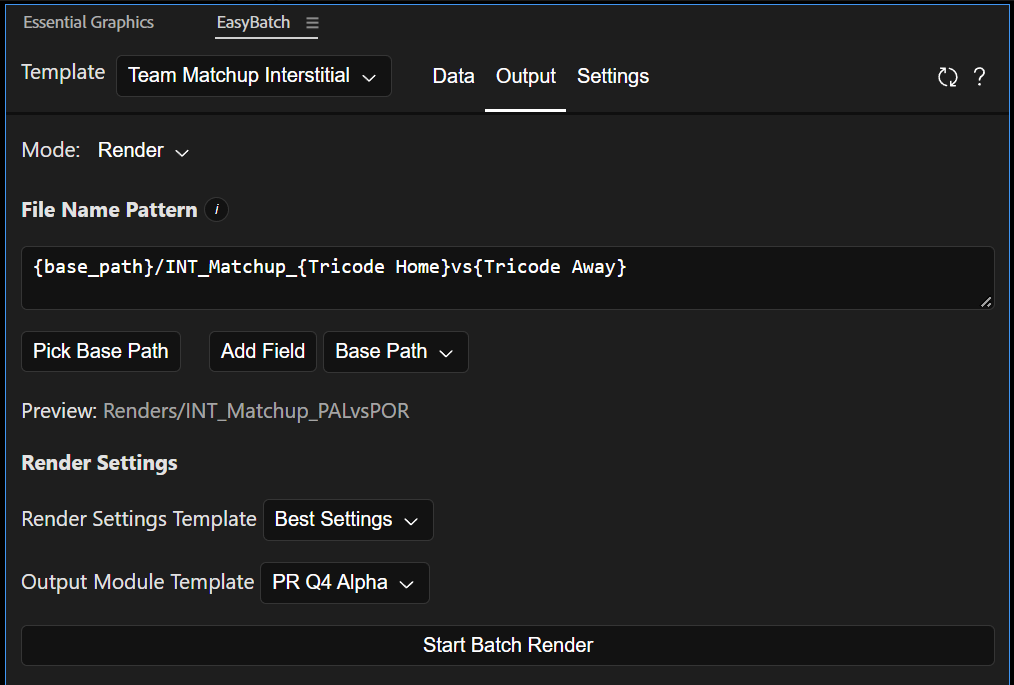 Essential Graphics EasyBatch
Template Team Matchup Interstitial Data Output Settings ?
Mode: Render
File Name Pattern i
{base_path}/INT_Matchup_{Tricode Home}vs{Tricode Away}
Pick Base Path Add Field Base Path
Preview: Renders/INT_Matchup_PALvsPOR
Render Settings
Render Settings Template Best Settings
Output Module Template PR Q4 Alpha
Start Batch Render